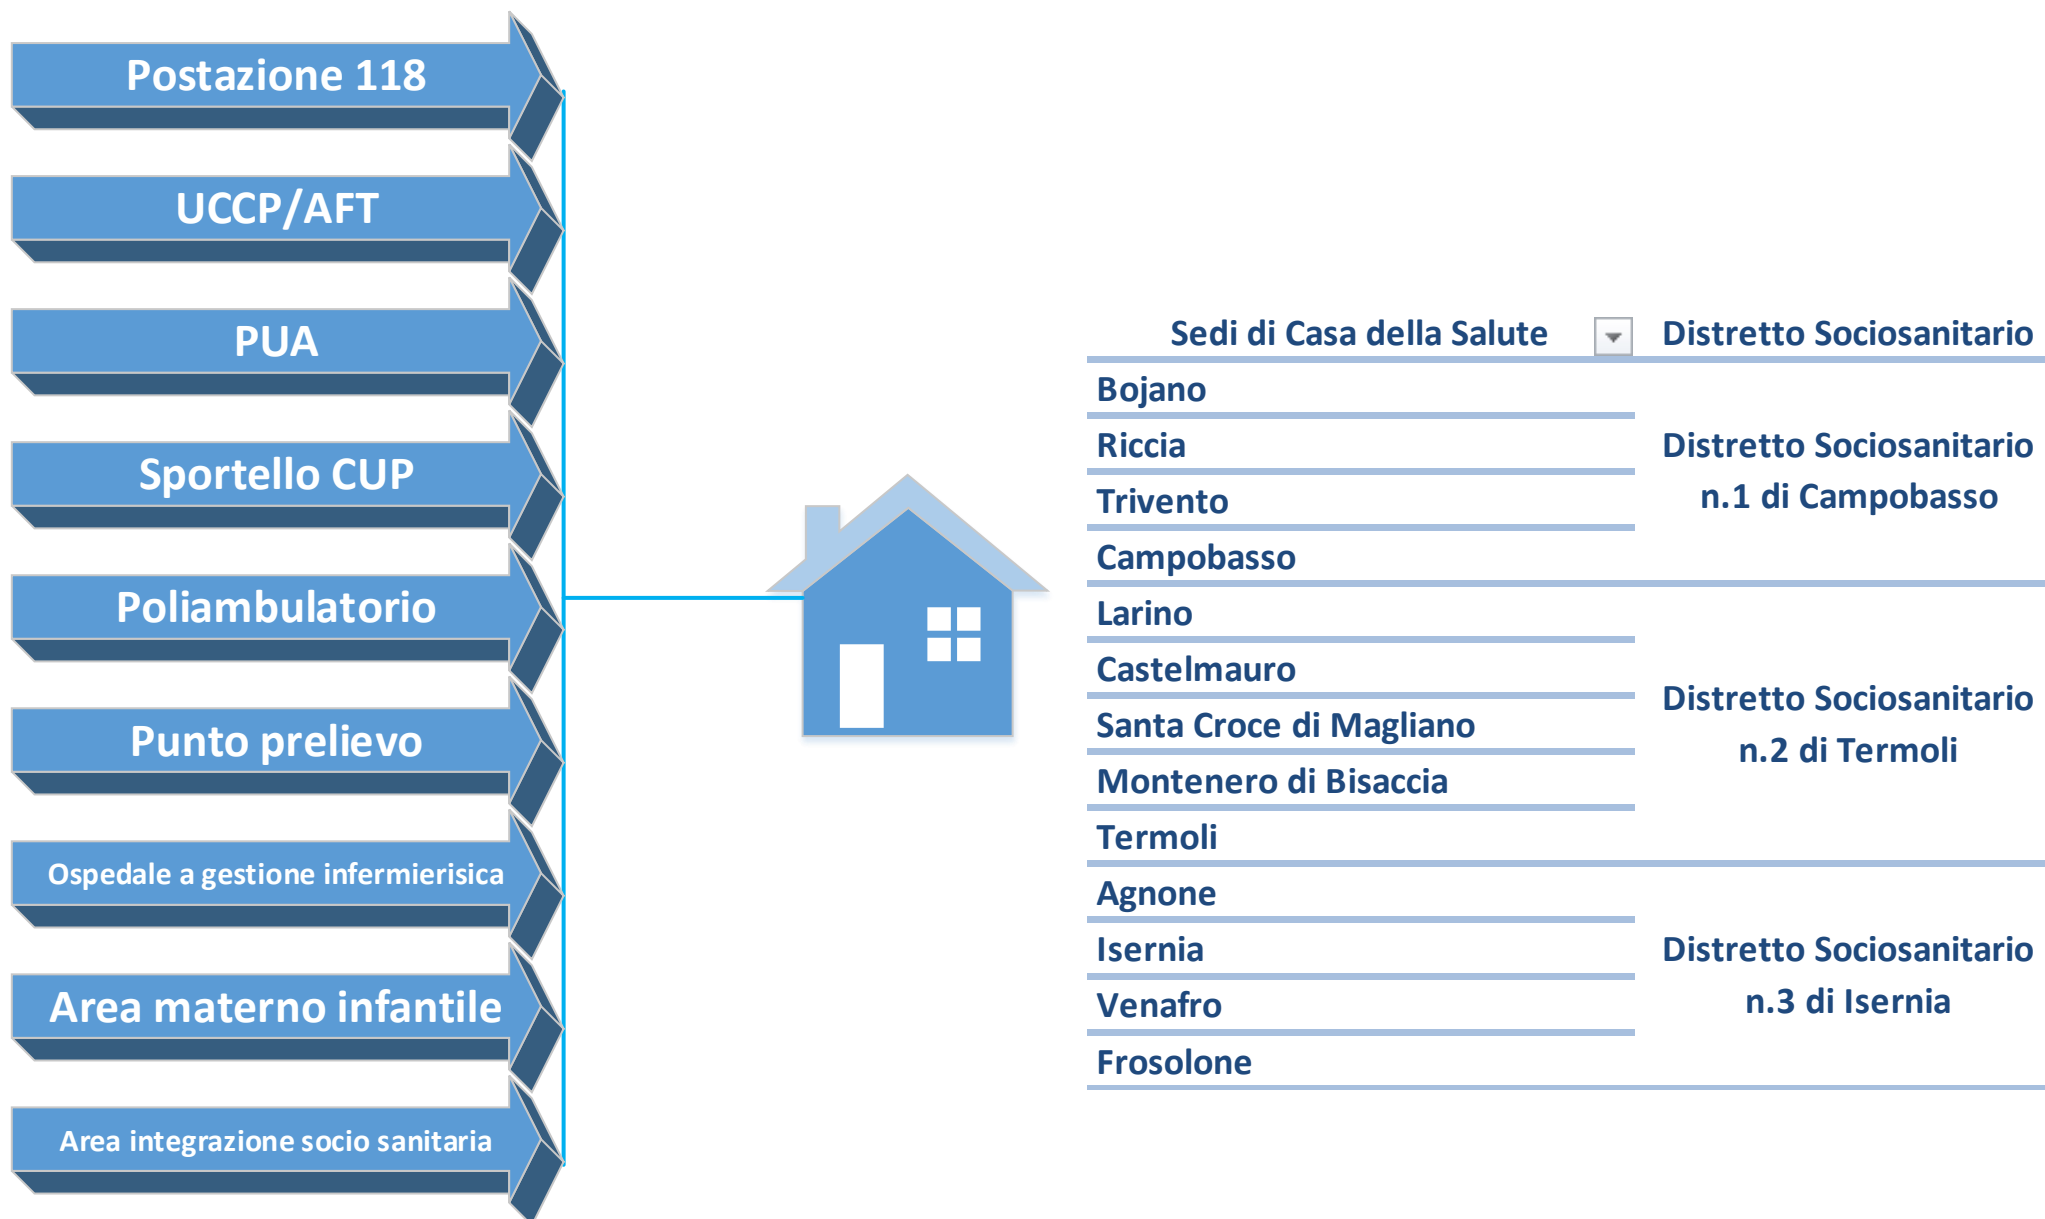 Postazione 118
UCCP/AFT
PUA
Sportello CUP
Poliambulatorio
Punto prelievo
Ospedale a gestione infermierisica
Area materno infantile
Area integrazione socio sanitaria
Sedi di Casa della Salute Distretto Sociosanitario
Bojano
Riccia
Trivento
Campobasso
Distretto Sociosanitario
n.1 di Campobasso
Larino
Castelmauro
Santa Croce di Magliano
Montenero di Bisaccia
Termoli
Distretto Sociosanitario
n.2 di Termoli
Agnone
Isernia
Venafro
Frosolone
Distretto Sociosanitario
n.3 di Isernia